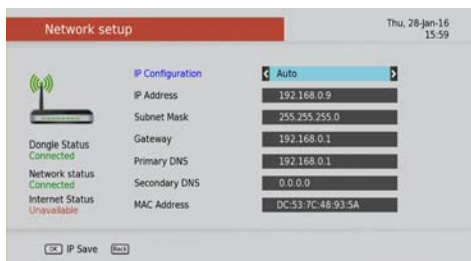 Network setup
Thu, 28-Jan-16
15:59
IP Configuration
Auto
IP Address
192.168.0.9
Subnet Mask
255.255.255.0
Gateway
192.168.0.1
Primary DNS
192.168.0.1
Secondary DNS
0.0.0.0
MAC Address
DC:53:7C:48:93:5A
Dongle Status
Connected
Network status
Connected
Internet Status
Unavailable
OK IP Save Back